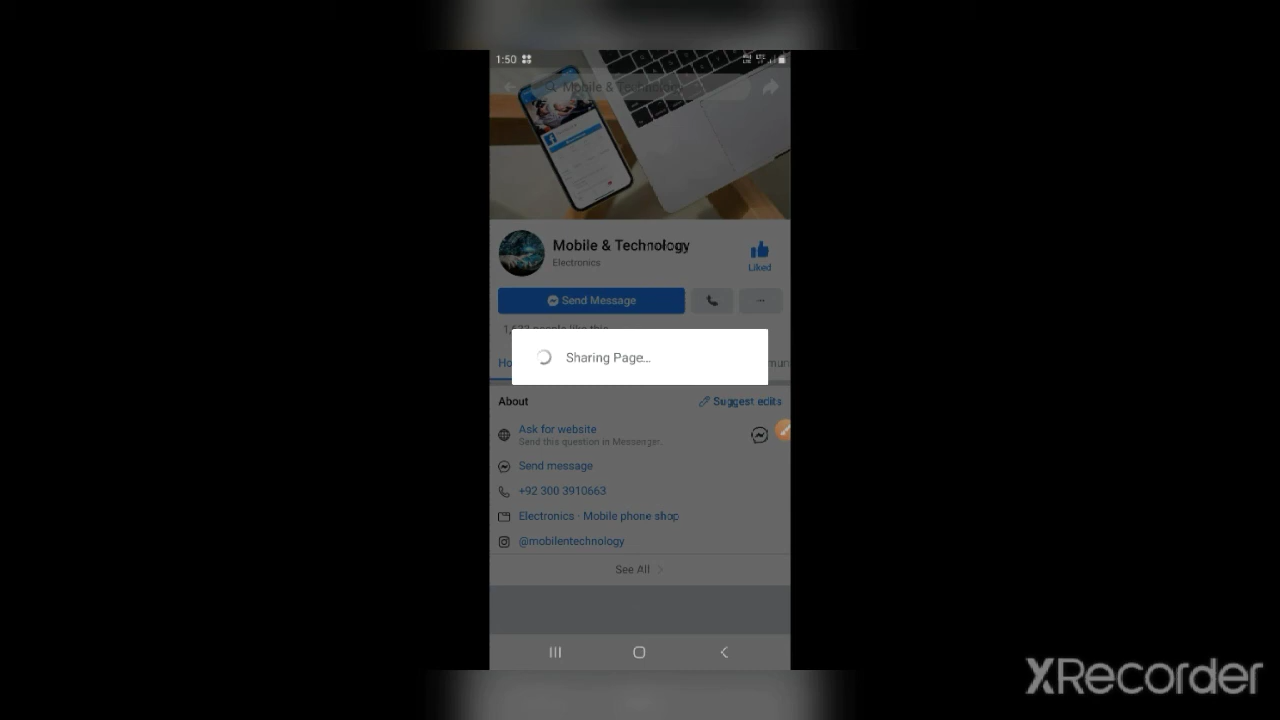 1:50
Mobile & Technology
Mobile & Technology
Electronics
Liked
Send Message
people like this
Sharing Page...
About
Suggest edits
Ask for website
Send this question in Messenger.
Send message
+92 300 3910663
Electronics · Mobile phone shop
@mobilentechnology
See All
XRecorder